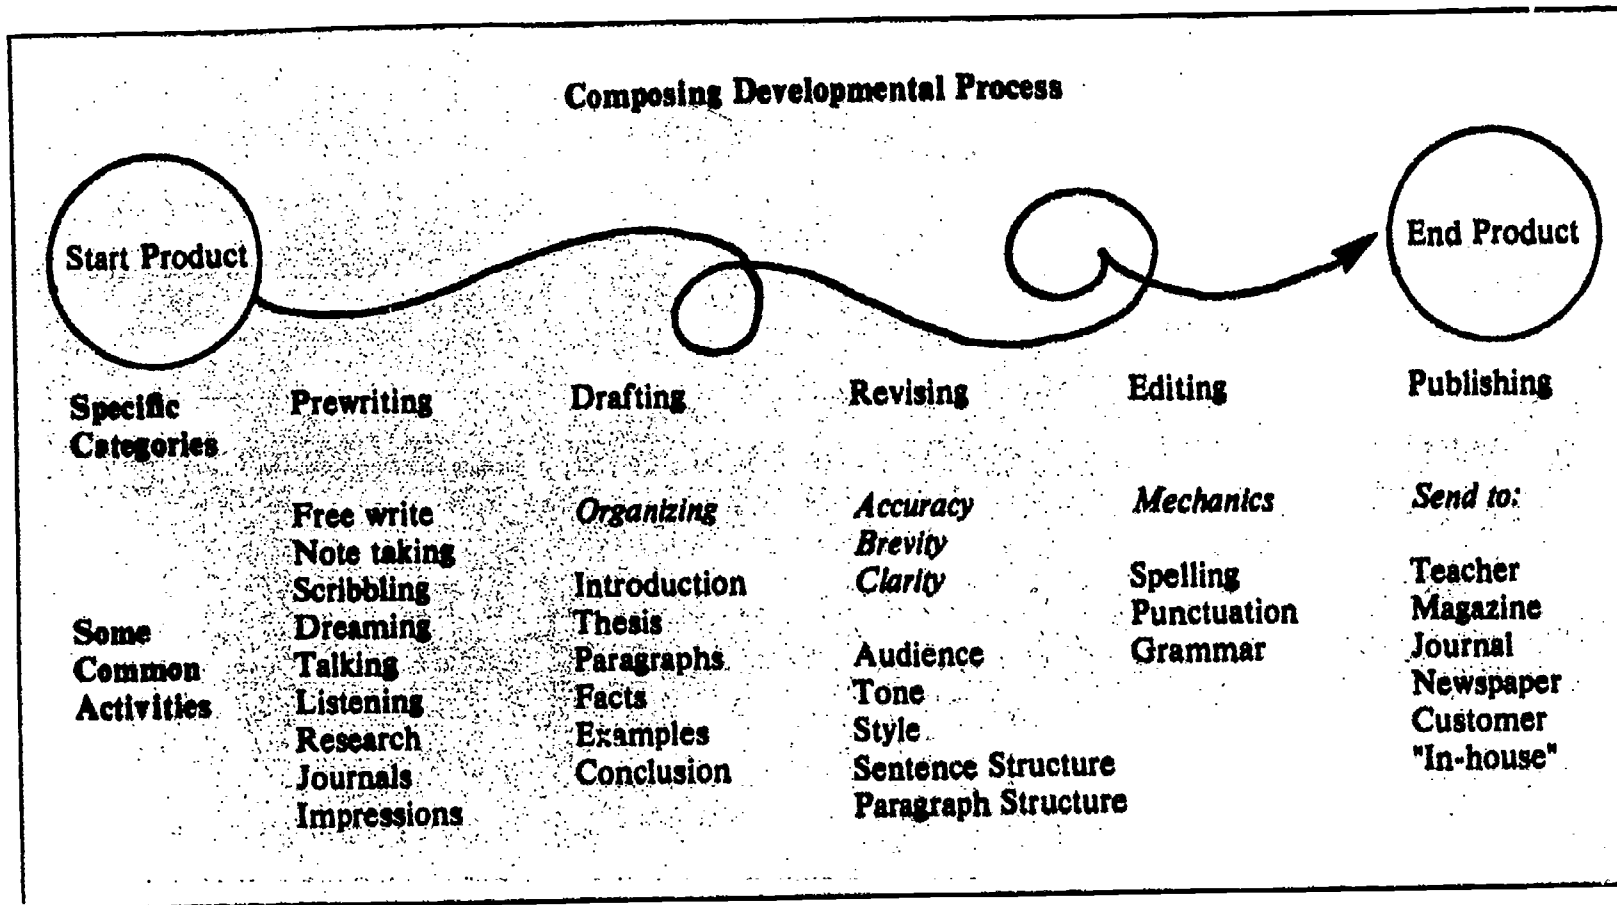 Composing Developmental Process
Start Product
End Product
Specific
Categories
Prewriting
Drafting
Revising
Editing
Publishing
Some
Common
Activities
Free write
Note taking
Scribbling
Dreaming
Talking
Listening
Research
Journals
Impressions
Organizing
Introduction
Thesis
Paragraphs
Facts
Examples
Conclusion
Accuracy
Brevity
Clarity
Audience
Tone
Style
Sentence Structure
Paragraph Structure
Mechanics
Spelling
Punctuation
Grammar
Send to:
Teacher
Magazine
Journal
Newspaper
Customer
"In-house"